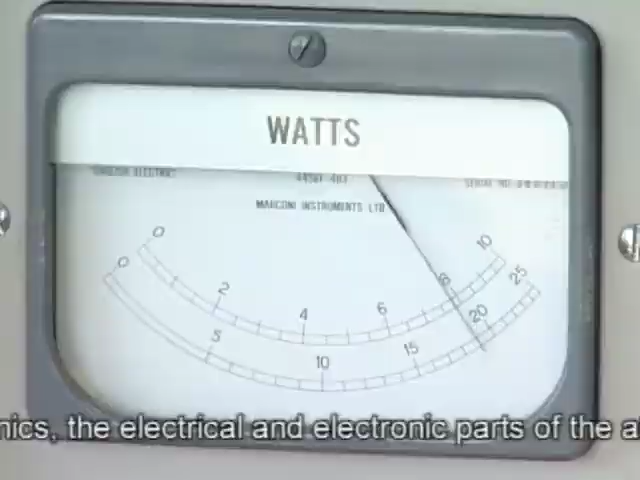 WATTS
MARCONI INSTRUMENTS LTD
0 2 4 6 8 10
0 5 10 15 20 25
nics, the electrical and electronic parts of the a